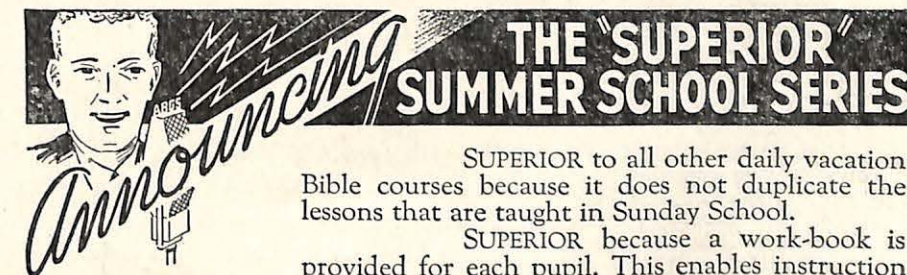 THE "SUPERIOR"
SUMMER SCHOOL SERIES
Announcing
ABGS
SUPERIOR to all other daily vacation
Bible courses because it does not duplicate the
lessons that are taught in Sunday School.
SUPERIOR because a work-book is
provided for each pupil. This enables instruction